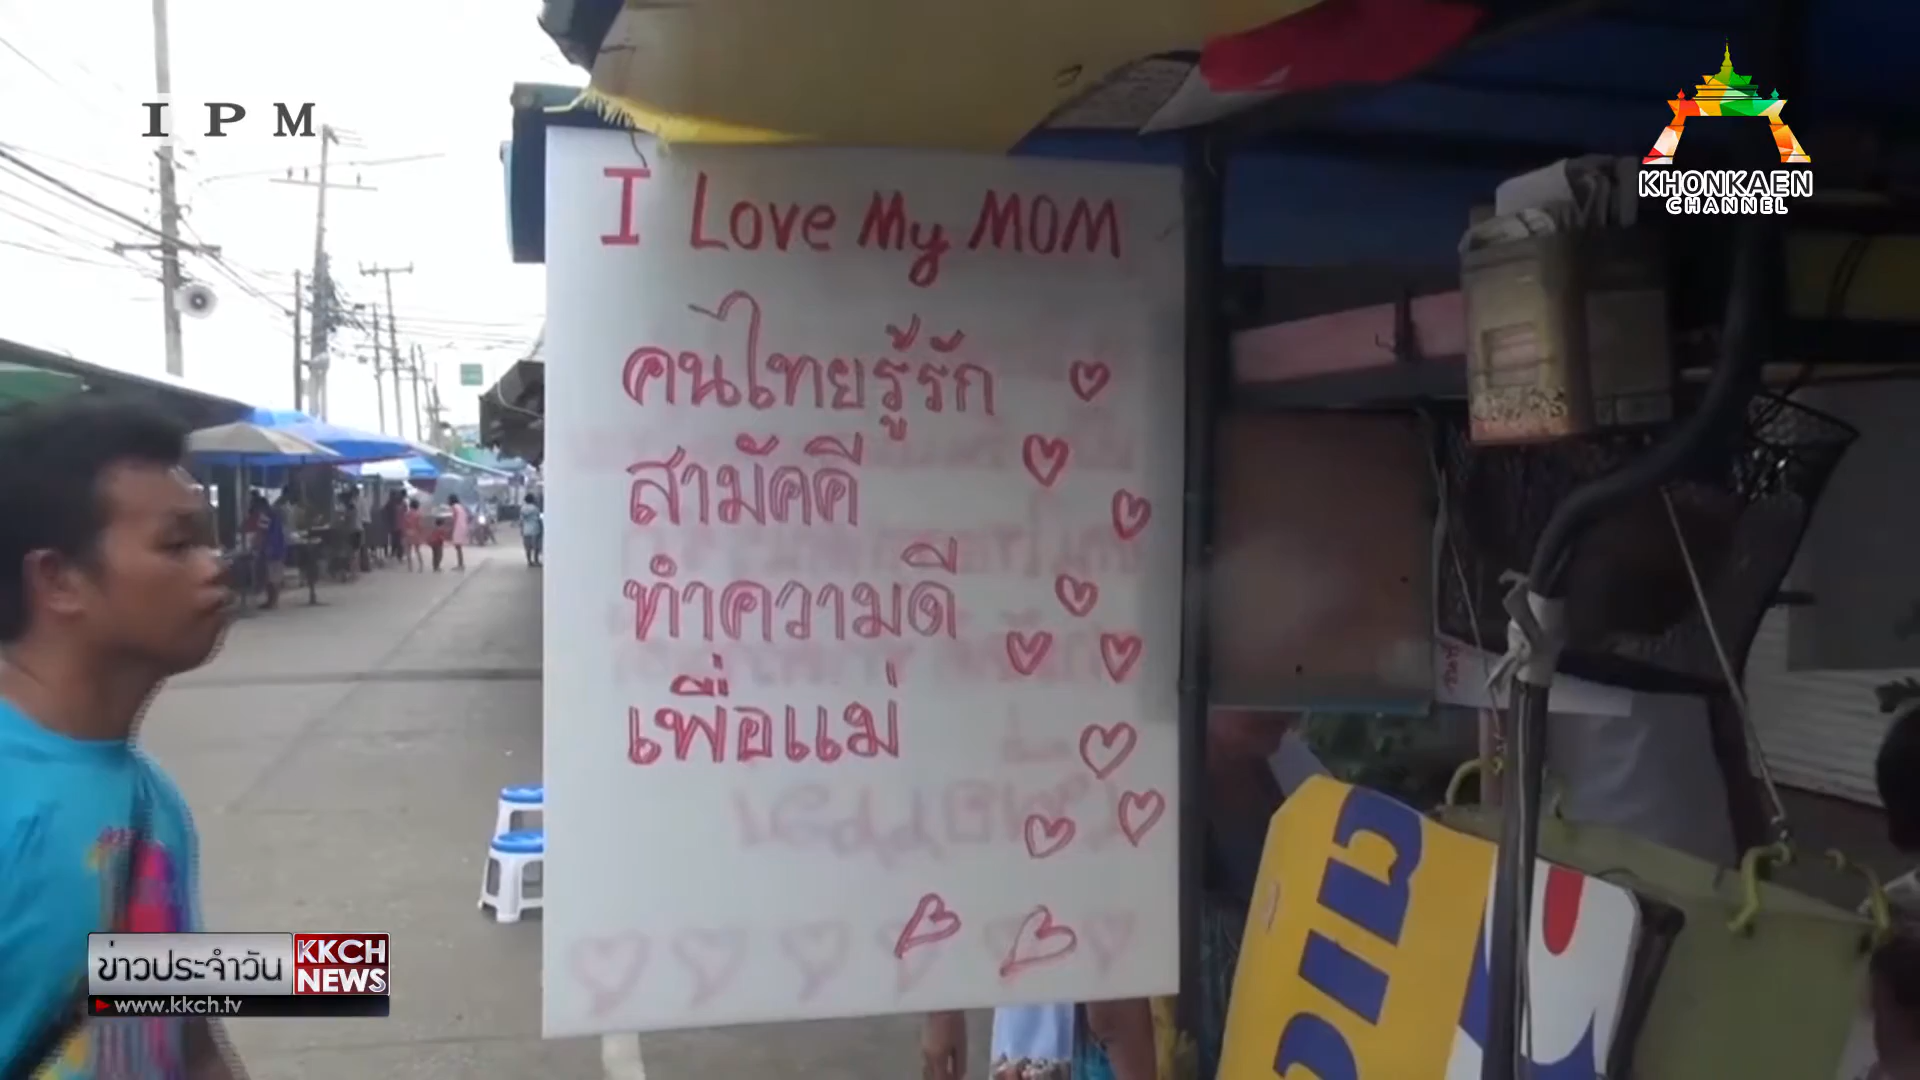 I P M
KHONKAEN
CHANNEL
I Love My MOM
คนไทยรู้รัก
สามัคคี
ทำความดี
เพื่อแม่
ข่าวประจำวัน
KKCH
NEWS
www.kkch.tv